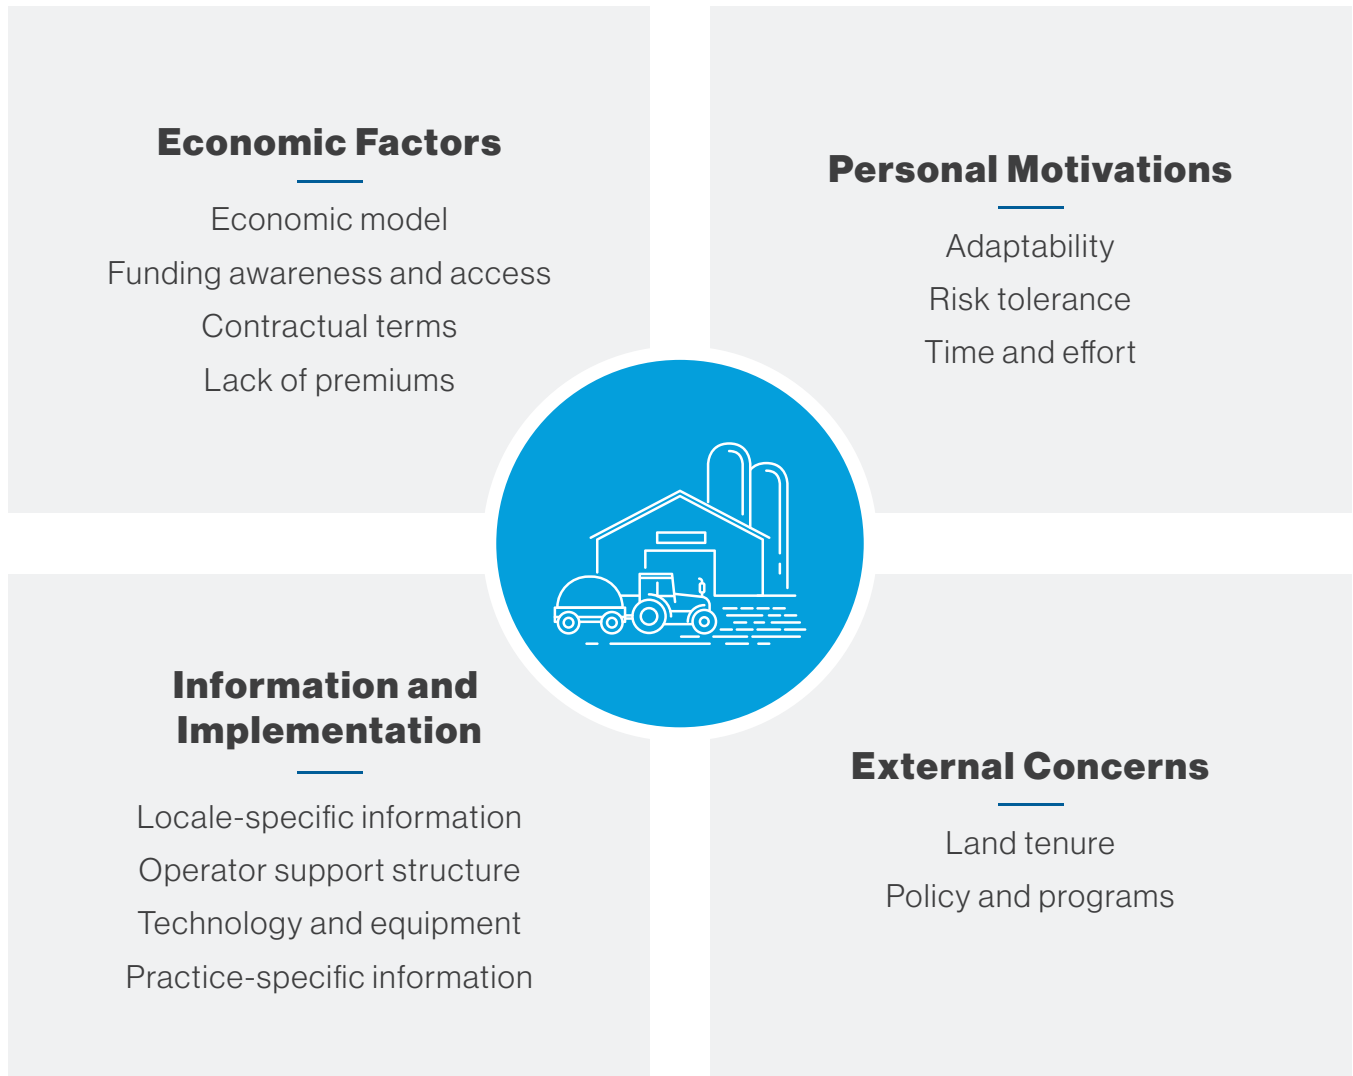 Economic Factors
Economic model
Funding awareness and access
Contractual terms
Lack of premiums
Personal Motivations
Adaptability
Risk tolerance
Time and effort
Information and
Implementation
Locale-specific information
Operator support structure
Technology and equipment
Practice-specific information
External Concerns
Land tenure
Policy and programs